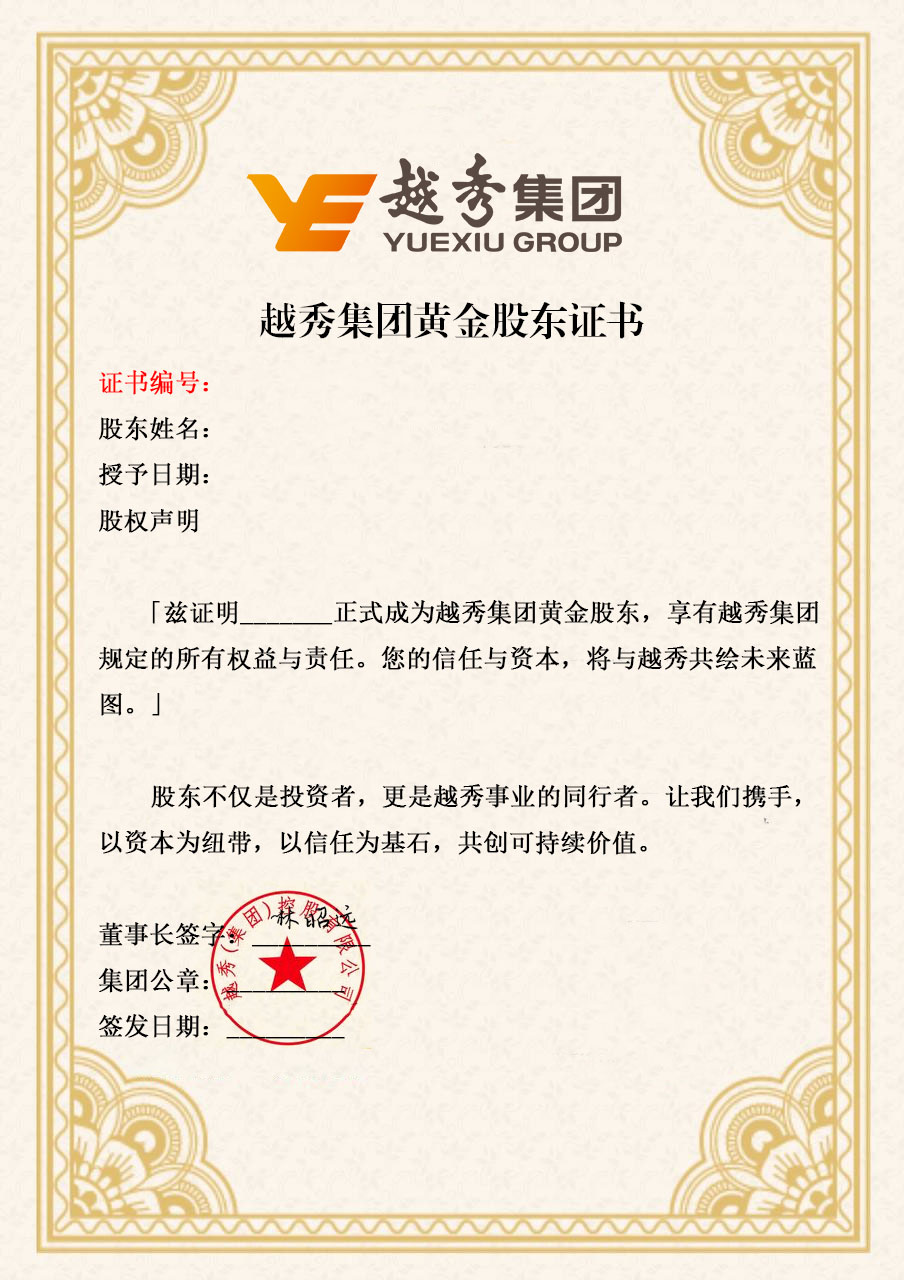 越秀集团
YUEXIU GROUP
越秀集团黄金股东证书
证书编号：
股东姓名：
授予日期：
股权声明
「兹证明_______正式成为越秀集团黄金股东，享有越秀集团
规定的所有权益与责任。您的信任与资本，将与越秀共绘未来蓝
图。」
股东不仅是投资者，更是越秀事业的同行者。让我们携手，
以资本为纽带，以信任为基石，共创可持续价值。
董事长签字：_________
林昭远
集团公章：_________
签发日期：_________
越秀（集团）控股有限公司